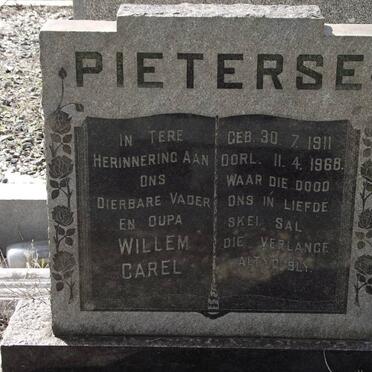 PIETERSE
IN TERE
HERINNERING AAN
ONS
DIERBARE VADER
EN OUPA
WILLEM
CAREL
GEB. 30. 7. 1911
OORL. 11. 4. 1968.
WAAR DIE DOOD
ONS IN LIEFDE
SKEI SAL
DIE VERLANGE
ALTYD BLY.